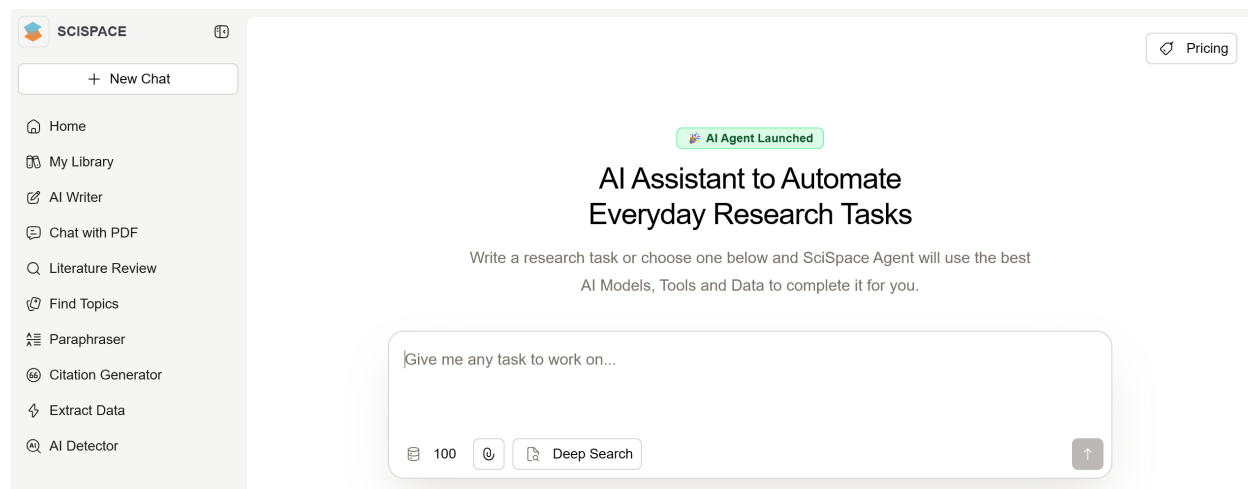 SCISPACE
New Chat
Home
My Library
AI Writer
Chat with PDF
Literature Review
Find Topics
Paraphraser
Citation Generator
Extract Data
AI Detector
Pricing
🎉 AI Agent Launched
AI Assistant to Automate
Everyday Research Tasks
Write a research task or choose one below and SciSpace Agent will use the best
AI Models, Tools and Data to complete it for you.
Give me any task to work on...
100
Deep Search